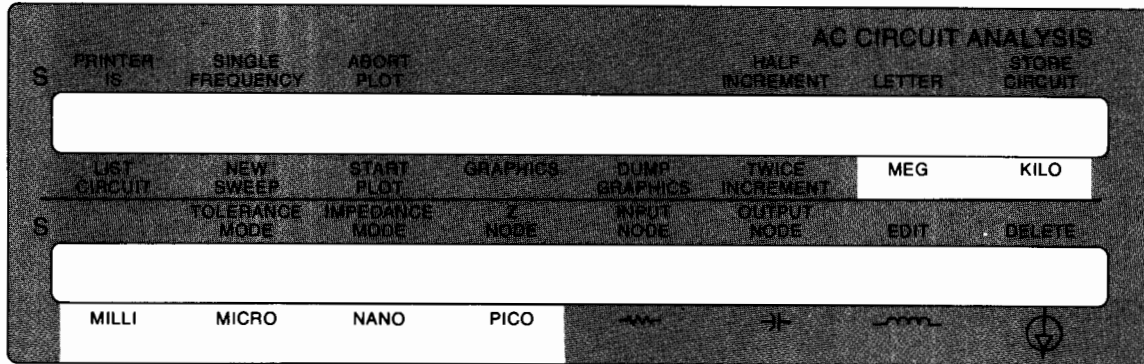 AC CIRCUIT ANALYSIS
S PRINTER IS SINGLE FREQUENCY ABORT PLOT HALF INCREMENT LETTER STORE CIRCUIT
LIST CIRCUIT NEW SWEEP START PLOT GRAPHICS DUMP GRAPHICS TWICE INCREMENT MEG KILO
S TOLERANCE MODE IMPEDANCE MODE Z NODE INPUT NODE OUTPUT NODE EDIT DELETE
MILLI MICRO NANO PICO